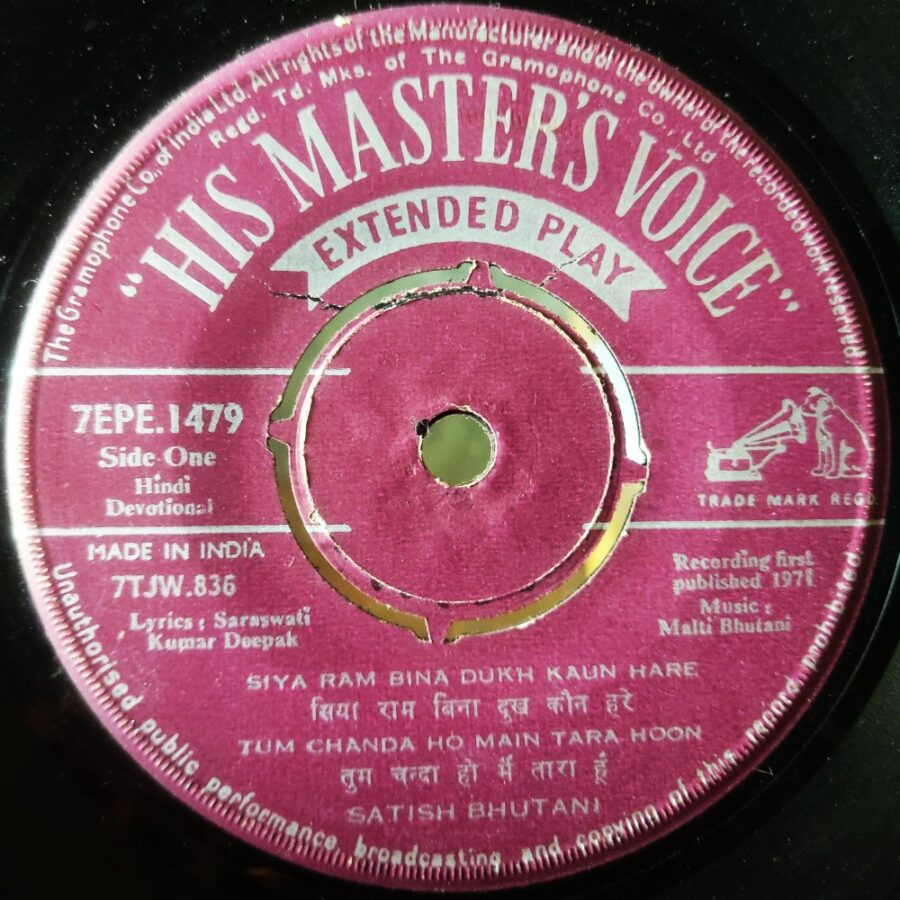 The Gramophone Co., of India Ltd. All rights of the Manufacturer and of the owner of the recorded work reserved
Regd. Td. Mks. of The Gramophone Co., Ltd
"HIS MASTER'S VOICE"
EXTENDED PLAY
7EPE.1479
Side One
Hindi
Devotional
TRADE MARK REGD
MADE IN INDIA
7TJW.836
Lyrics : Saraswati
Kumar Deepak
Recording first
published 1971
Music :
Malti Bhutani
SIYA RAM BINA DUKH KAUN HARE
सिया राम बिना दुख कौन हरे
TUM CHANDA HO MAIN TARA HOON
तुम चन्दा हो मैं तारा हूँ
SATISH BHUTANI
Unauthorised public performance, broadcasting and copying of this record prohibited